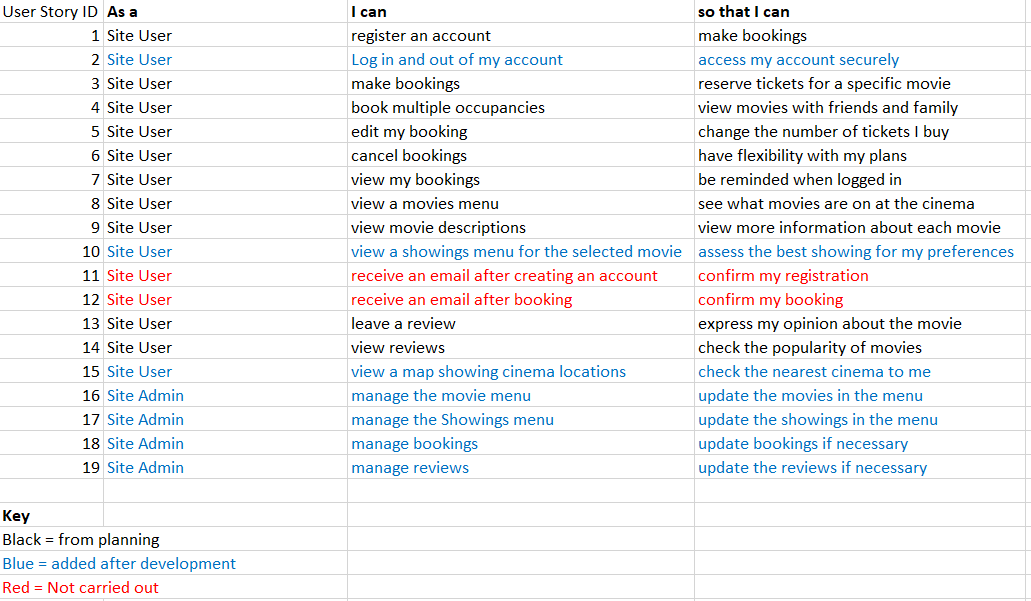 User Story ID As a I can so that I can
1 Site User register an account make bookings
2 Site User Log in and out of my account access my account securely
3 Site User make bookings reserve tickets for a specific movie
4 Site User book multiple occupancies view movies with friends and family
5 Site User edit my booking change the number of tickets I buy
6 Site User cancel bookings have flexibility with my plans
7 Site User view my bookings be reminded when logged in
8 Site User view a movies menu see what movies are on at the cinema
9 Site User view movie descriptions view more information about each movie
10 Site User view a showings menu for the selected movie assess the best showing for my preferences
11 Site User receive an email after creating an account confirm my registration
12 Site User receive an email after booking confirm my booking
13 Site User leave a review express my opinion about the movie
14 Site User view reviews check the popularity of movies
15 Site User view a map showing cinema locations check the nearest cinema to me
16 Site Admin manage the movie menu update the movies in the menu
17 Site Admin manage the Showings menu update the showings in the menu
18 Site Admin manage bookings update bookings if necessary
19 Site Admin manage reviews update the reviews if necessary
Key
Black = from planning
Blue = added after development
Red = Not carried out